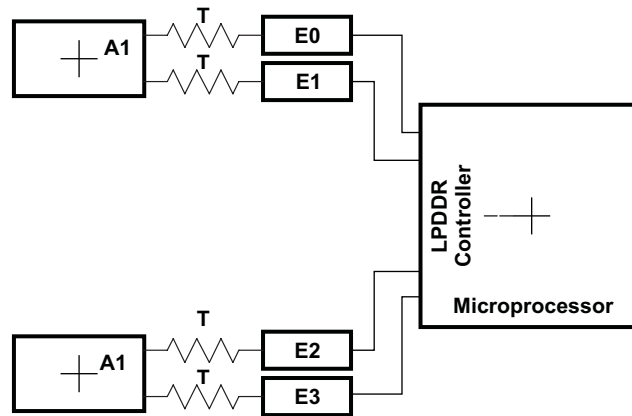 T
A1
E0
T
E1
LPDDR
Controller
Microprocessor
T
A1
E2
T
E3